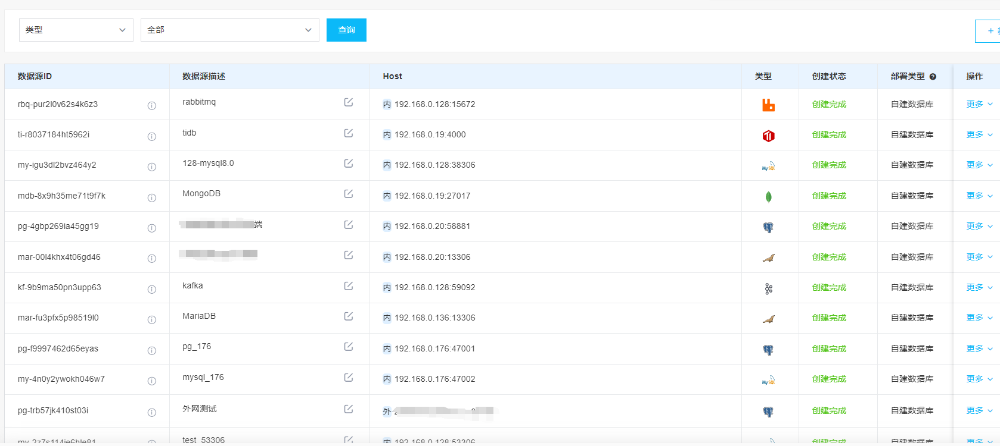 类型 全部 查询 +
数据源ID 数据源描述 Host 类型 创建状态 部署类型 操作
rbq-pur2l0v62s4k6z3 rabbitmq 内 192.168.0.128:15672 创建完成 自建数据库 更多
ti-r8037184ht5962i tidb 内 192.168.0.19:4000 创建完成 自建数据库 更多
my-igu3dl2bvz464y2 128-mysql8.0 内 192.168.0.128:38306 MySQL 创建完成 自建数据库 更多
mdb-8x9h35me71t9f7k MongoDB 内 192.168.0.19:27017 创建完成 自建数据库 更多
pg-4gbp269ia45gg19 端 内 192.168.0.20:58881 创建完成 自建数据库 更多
mar-00l4khx4t06gd46 内 192.168.0.20:13306 创建完成 自建数据库 更多
kf-9b9ma50pn3upp63 kafka 内 192.168.0.128:59092 创建完成 自建数据库 更多
mar-fu3pfx5p98519l0 MariaDB 内 192.168.0.136:13306 创建完成 自建数据库 更多
pg-f9997462d65eyas pg_176 内 192.168.0.176:47001 创建完成 自建数据库 更多
my-4n0y2ywokh046w7 mysql_176 内 192.168.0.176:47002 MySQL 创建完成 自建数据库 更多
pg-trb57jk410st03i 外网测试 外 创建完成 自建数据库 更多
my-2z7s114ie6hle81 test_53306 内 192.168.0.128:53306 创建完成 自建数据库 更多